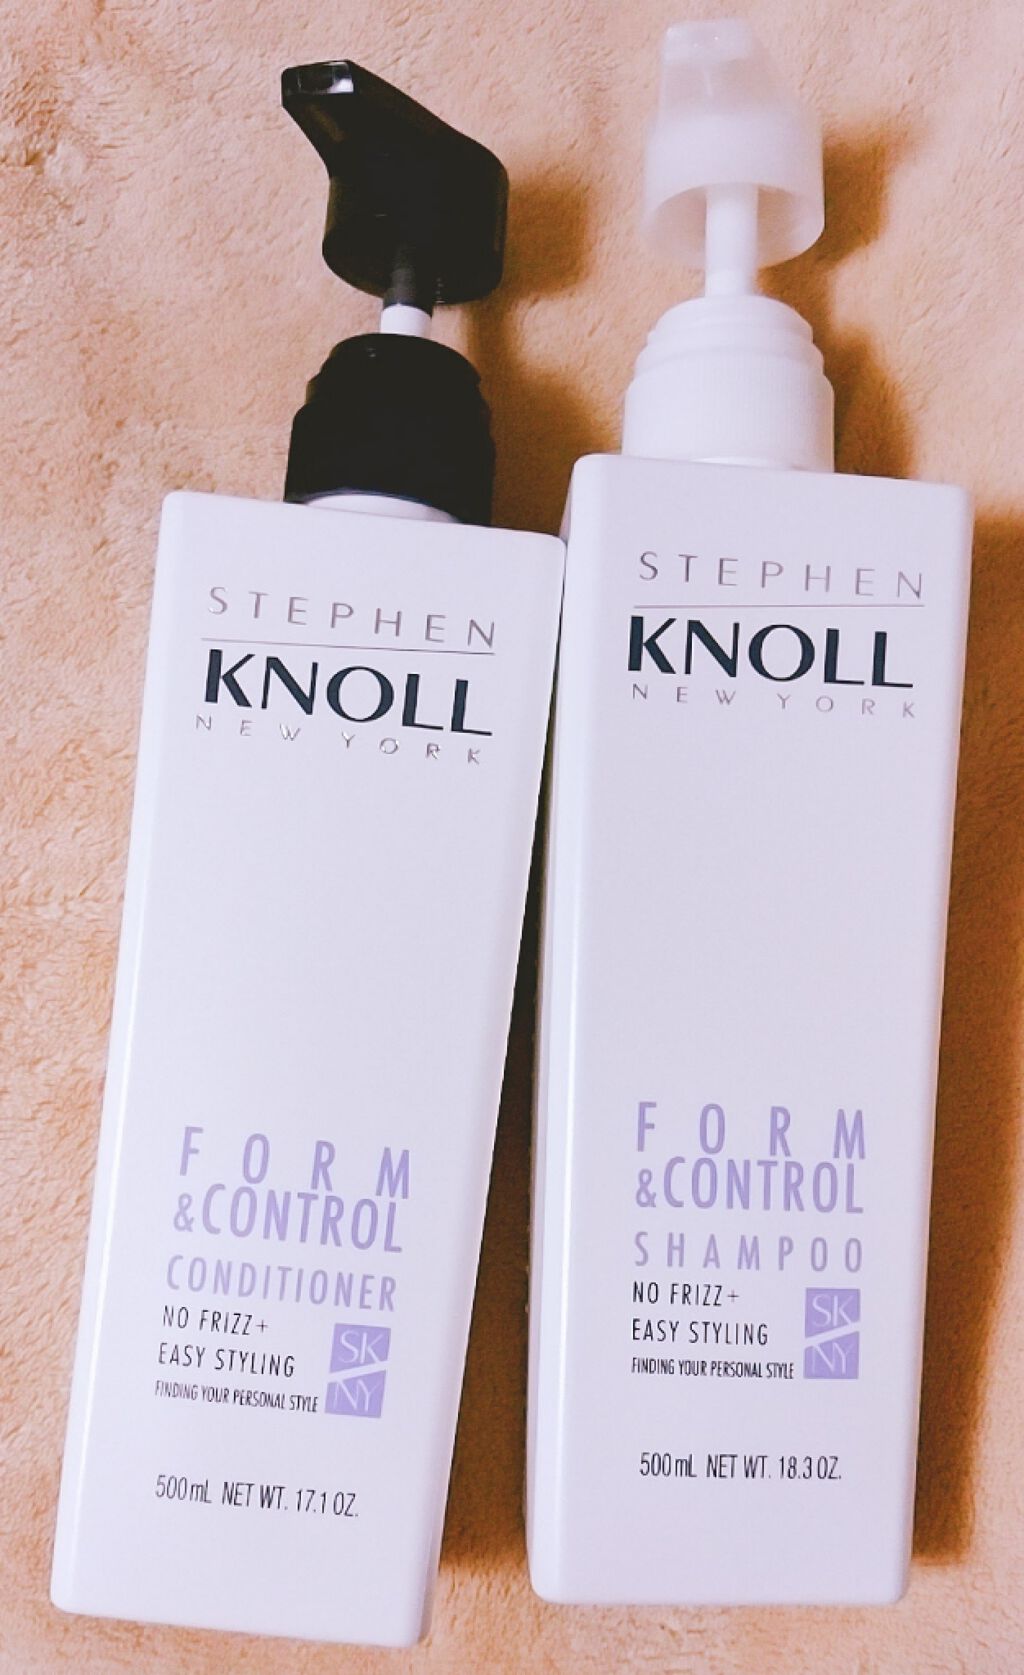 STEPHEN
KNOLL
NEW YORK
FORM
&CONTROL
CONDITIONER
NO FRIZZ+
EASY STYLING
FINDING YOUR PERSONAL STYLE
SK
NY
500mL NET WT. 17.1 OZ.
STEPHEN
KNOLL
NEW YORK
FORM
&CONTROL
SHAMPOO
NO FRIZZ+
EASY STYLING
FINDING YOUR PERSONAL STYLE
SK
NY
500mL NET WT. 18.3 OZ.